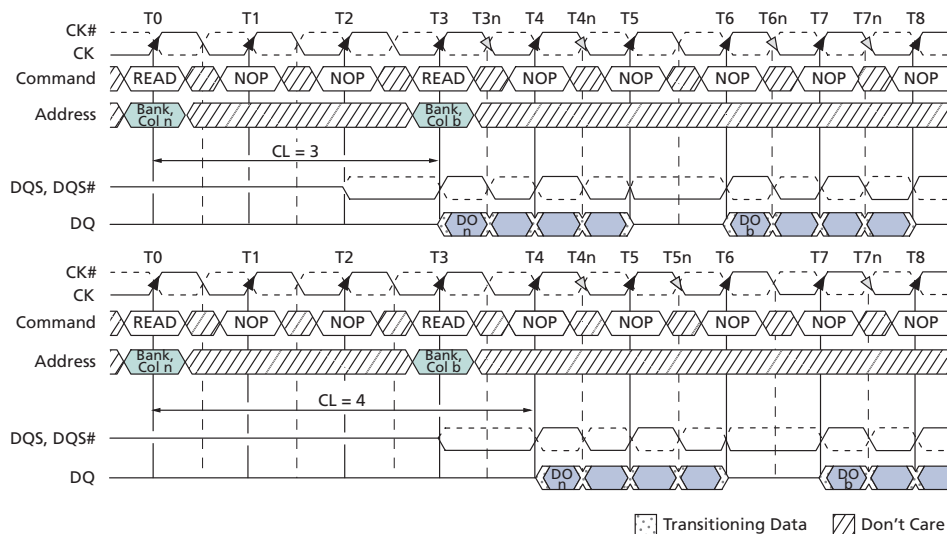 T0 T1 T2 T3 T3n T4 T4n T5 T6 T6n T7 T7n T8
CK#
CK
Command READ NOP NOP READ NOP NOP NOP NOP NOP
Address Bank, Col n Bank, Col b
CL = 3
DQS, DQS#
DQ DO n DO b
T0 T1 T2 T3 T4 T4n T5 T5n T6 T7 T7n T8
CK#
CK
Command READ NOP NOP READ NOP NOP NOP NOP NOP
Address Bank, Col n Bank, Col b
CL = 4
DQS, DQS#
DQ DO n DO b
Transitioning Data Don't Care